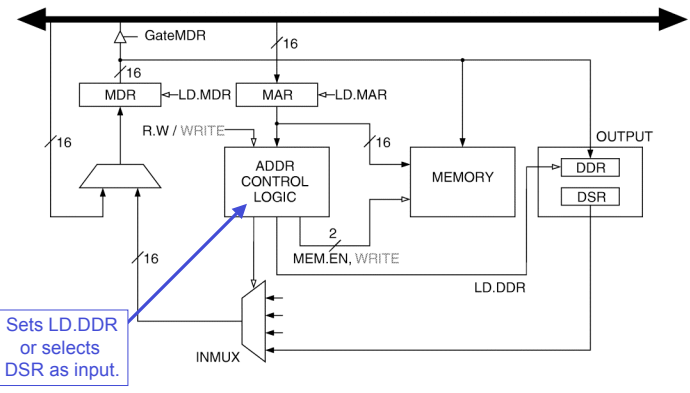 GateMDR
16
16
MDR
LD.MDR
MAR
LD.MAR
16
R.W / WRITE
16
OUTPUT
ADDR
CONTROL
LOGIC
MEMORY
DDR
DSR
2
MEM.EN, WRITE
16
LD.DDR
INMUX
Sets LD.DDR
or selects
DSR as input.